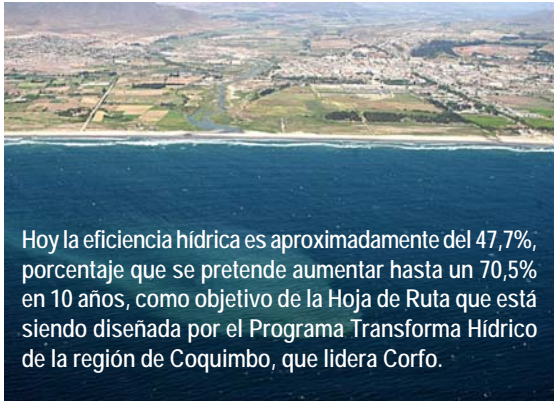 Hoy la eficiencia hídrica es aproximadamente del 47,7%,
porcentaje que se pretende aumentar hasta un 70,5%
en 10 años, como objetivo de la Hoja de Ruta que está
siendo diseñada por el Programa Transforma Hídrico
de la región de Coquimbo, que lidera Corfo.